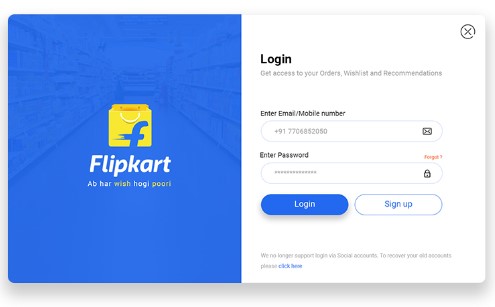 Flipkart
Ab har wish hogi poori
Login
Get access to your Orders, Wishlist and Recommendations
Enter Email/Mobile number
+91 7706852050
Enter Password
Forgot ?
**************
Login
Sign up
We no longer support login via Social accounts. To recover your old accounts
please click here